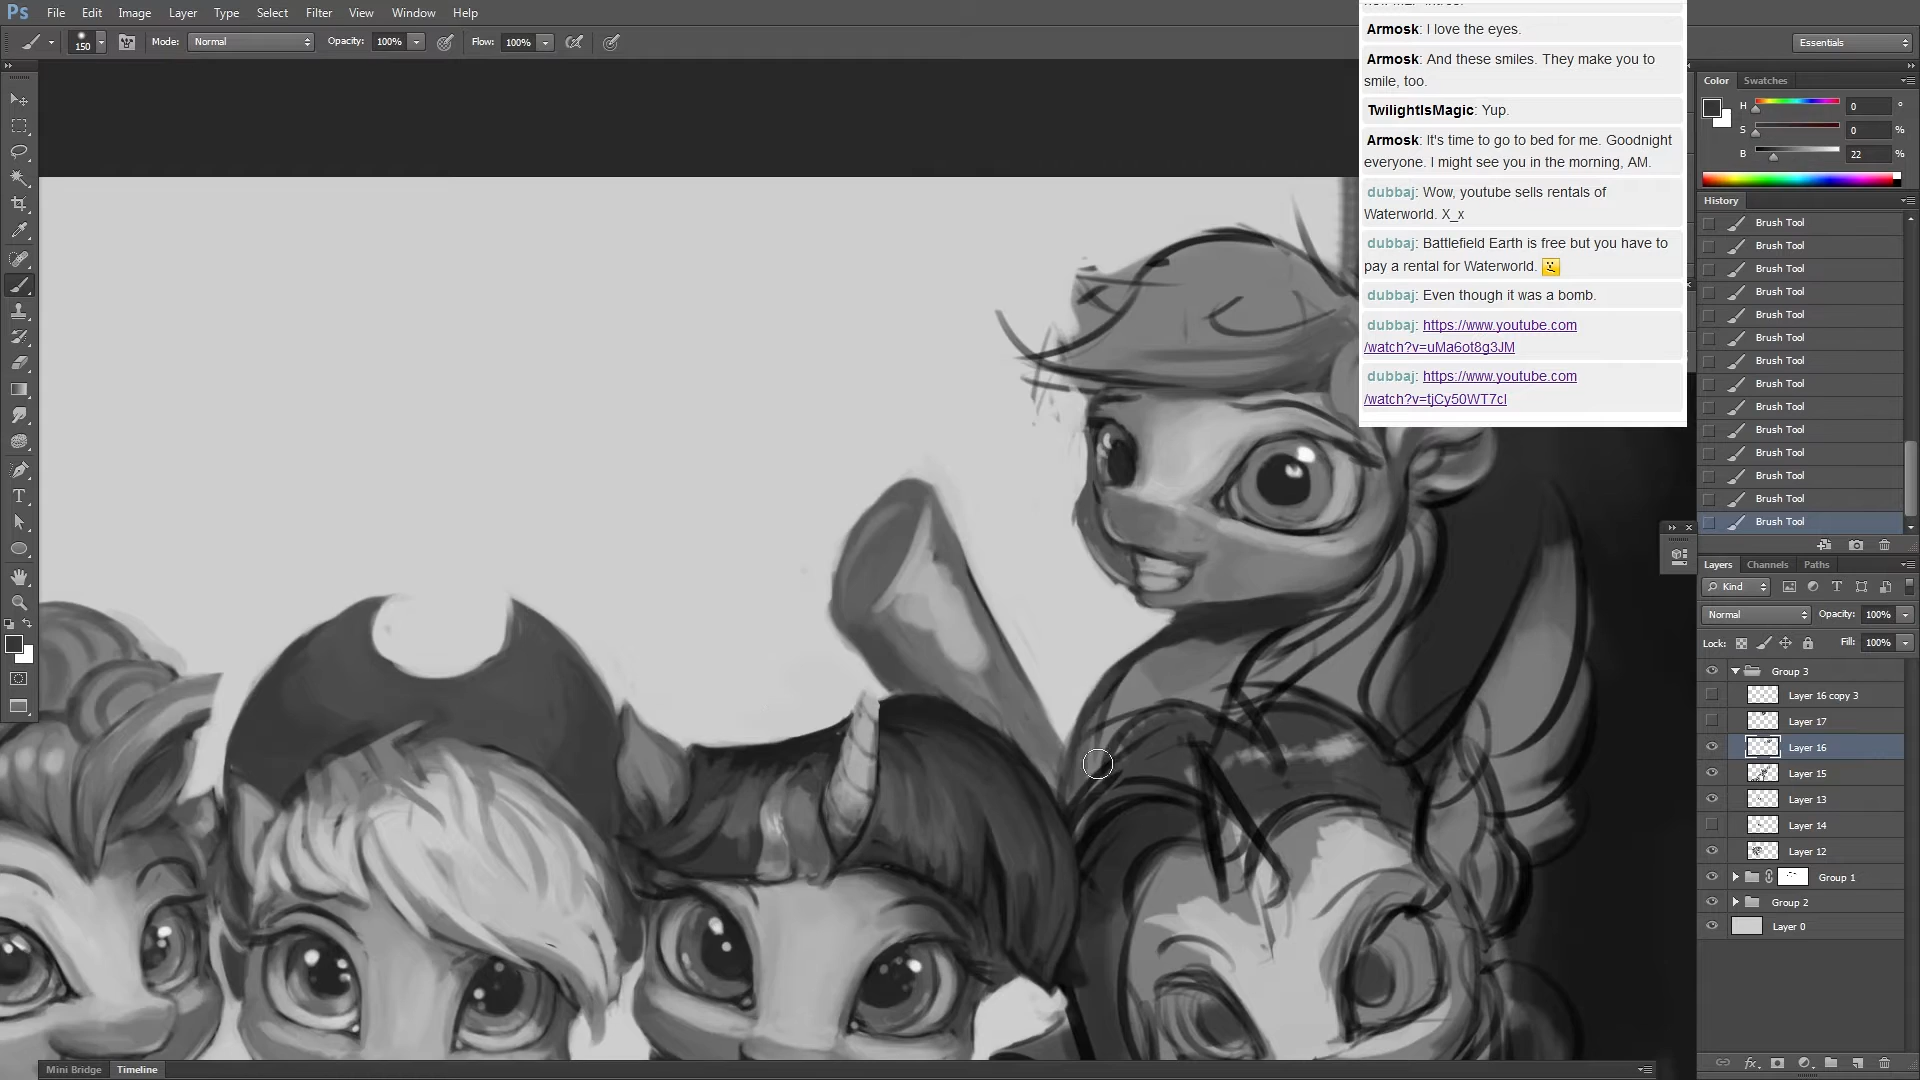 Ps File Edit Image Layer Type Select Filter View Window Help
150 Mode: Normal Opacity: 100% Flow: 100% Essentials
Armosk: I love the eyes.
Armosk: And these smiles. They make you to
smile, too.
TwilightIsMagic: Yup.
Armosk: It's time to go to bed for me. Goodnight
everyone. I might see you in the morning, AM.
dubbaj: Wow, youtube sells rentals of
Waterworld. X_x
dubbaj: Battlefield Earth is free but you have to
pay a rental for Waterworld.
dubbaj: Even though it was a bomb.
dubbaj: https://www.youtube.com
/watch?v=uMa6ot8g3JM
dubbaj: https://www.youtube.com
/watch?v=tjCy50WT7cI
Color Swatches
H 0 °
S 0 %
B 22 %
History
Brush Tool
Brush Tool
Brush Tool
Brush Tool
Brush Tool
Brush Tool
Brush Tool
Brush Tool
Brush Tool
Brush Tool
Brush Tool
Brush Tool
Brush Tool
Brush Tool
Layers Channels Paths
Kind
Normal Opacity: 100%
Lock: Fill: 100%
Group 3
Layer 16 copy 3
Layer 17
Layer 16
Layer 15
Layer 13
Layer 14
Layer 12
Group 1
Group 2
Layer 0
Mini Bridge Timeline